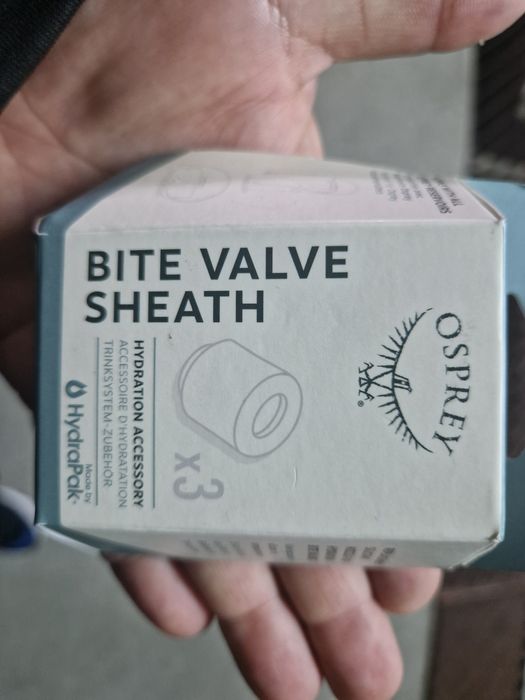 OSPREY
®
BITE VALVE
SHEATH
HYDRATION ACCESSORY
ACCESSOIRE D'HYDRATATION
TRINKSYSTEM-ZUBEHÖR
x3
Made by
HydraPak